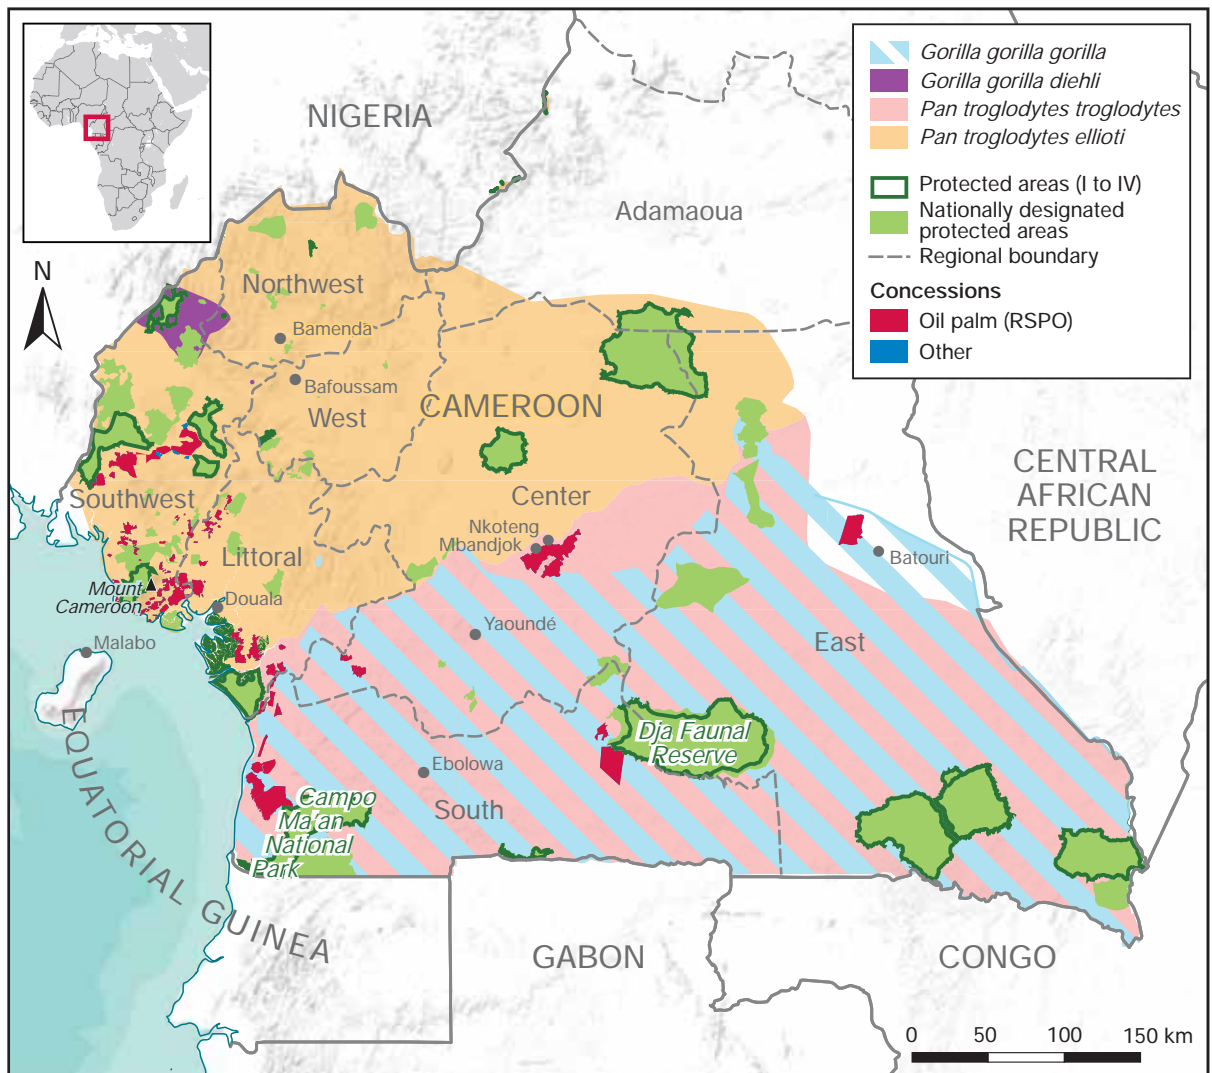 Gorilla gorilla gorilla
Gorilla gorilla diehli
Pan troglodytes troglodytes
Pan troglodytes ellioti
Protected areas (I to IV)
Nationally designated
protected areas
Regional boundary
Concessions
Oil palm (RSPO)
Other
N
NIGERIA
Adamaoua
Northwest
Bamenda
Bafoussam
West
CAMEROON
CENTRAL
AFRICAN
REPUBLIC
Southwest
Center
Nkoteng
Mbandjok
Batouri
Littoral
Mount
Cameroon
Douala
Malabo
Yaoundé
East
Dja Faunal
Reserve
Ebolowa
South
Campo
Ma'an
National
Park
EQUATORIAL GUINEA
GABON
CONGO
0 50 100 150 km